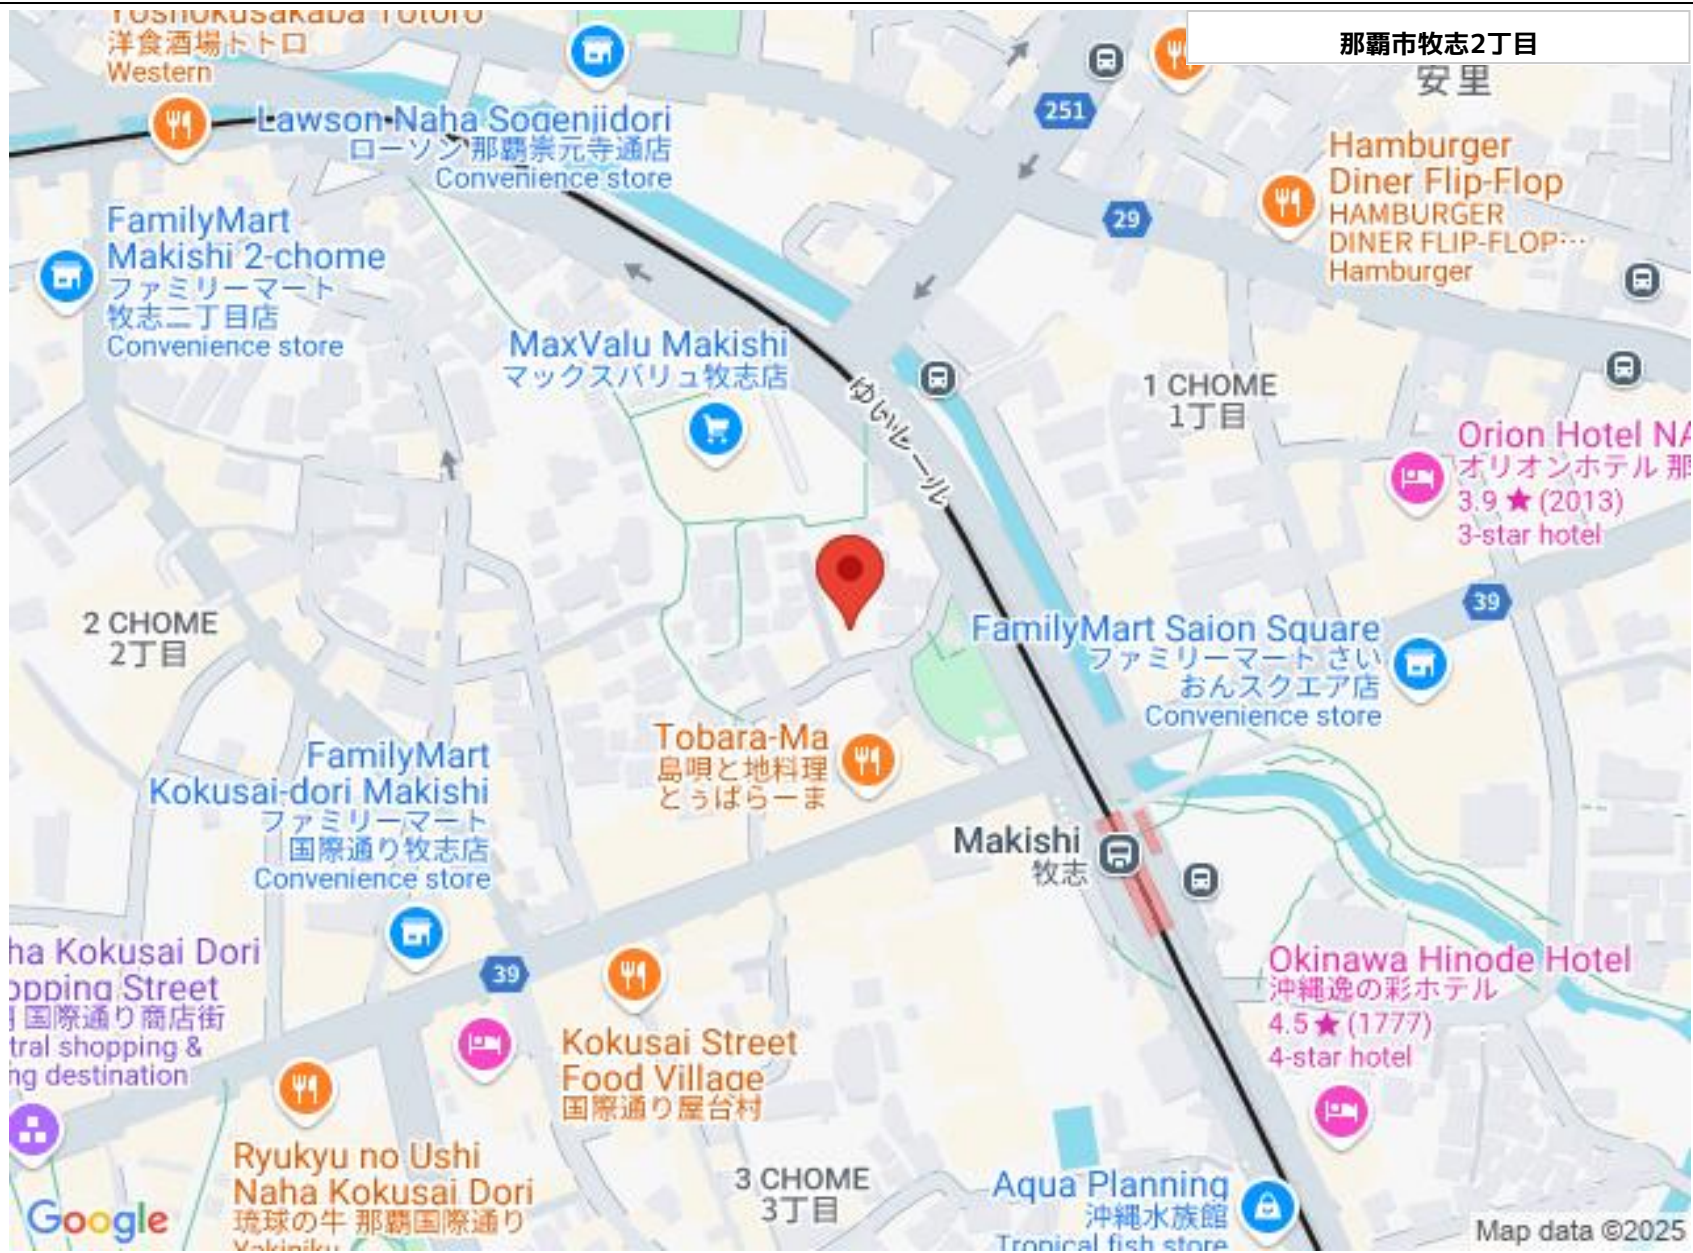 那覇市牧志2丁目
Yoshokusakaba Totoro
洋食酒場トトロ
Western
安里
251
Lawson Naha Sogenjidori
ローソン 那覇崇元寺通店
Convenience store
Hamburger
Diner Flip-Flop
HAMBURGER
DINER FLIP-FLOP…
Hamburger
29
FamilyMart
Makishi 2-chome
ファミリーマート
牧志二丁目店
Convenience store
MaxValu Makishi
マックスバリュ牧志店
ゆいレール
1 CHOME
1丁目
Orion Hotel NA
オリオンホテル 那
3.9 ★ (2013)
3-star hotel
39
2 CHOME
2丁目
FamilyMart Saion Square
ファミリーマート さい
おんスクエア店
Convenience store
Tobara-Ma
島唄と地料理
とぅばらーま
FamilyMart
Kokusai-dori Makishi
ファミリーマート
国際通り牧志店
Convenience store
Makishi
牧志
ha Kokusai Dori
opping Street
国際通り商店街
tral shopping &
ng destination
39
Okinawa Hinode Hotel
沖縄逸の彩ホテル
4.5 ★ (1777)
4-star hotel
Kokusai Street
Food Village
国際通り屋台村
Ryukyu no Ushi
Naha Kokusai Dori
琉球の牛 那覇国際通り
Yakiniku
3 CHOME
3丁目
Aqua Planning
沖縄水族館
Tropical fish store
Google
Map data ©2025